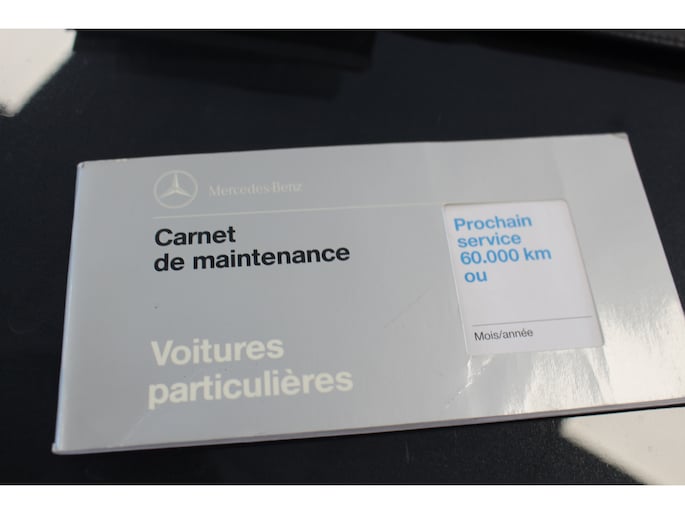 Mercedes-Benz
Carnet
de maintenance
Voitures
particulières
Prochain
service
60.000 km
ou
Mois/année